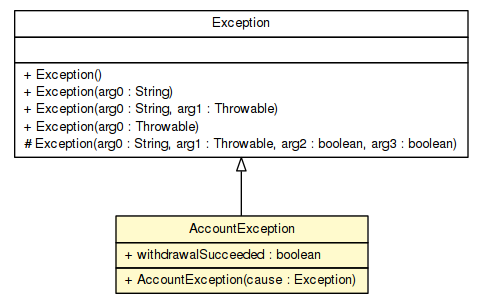 Exception
+ Exception()
+ Exception(arg0 : String)
+ Exception(arg0 : String, arg1 : Throwable)
+ Exception(arg0 : Throwable)
# Exception(arg0 : String, arg1 : Throwable, arg2 : boolean, arg3 : boolean)
AccountException
+ withdrawalSucceeded : boolean
+ AccountException(cause : Exception)